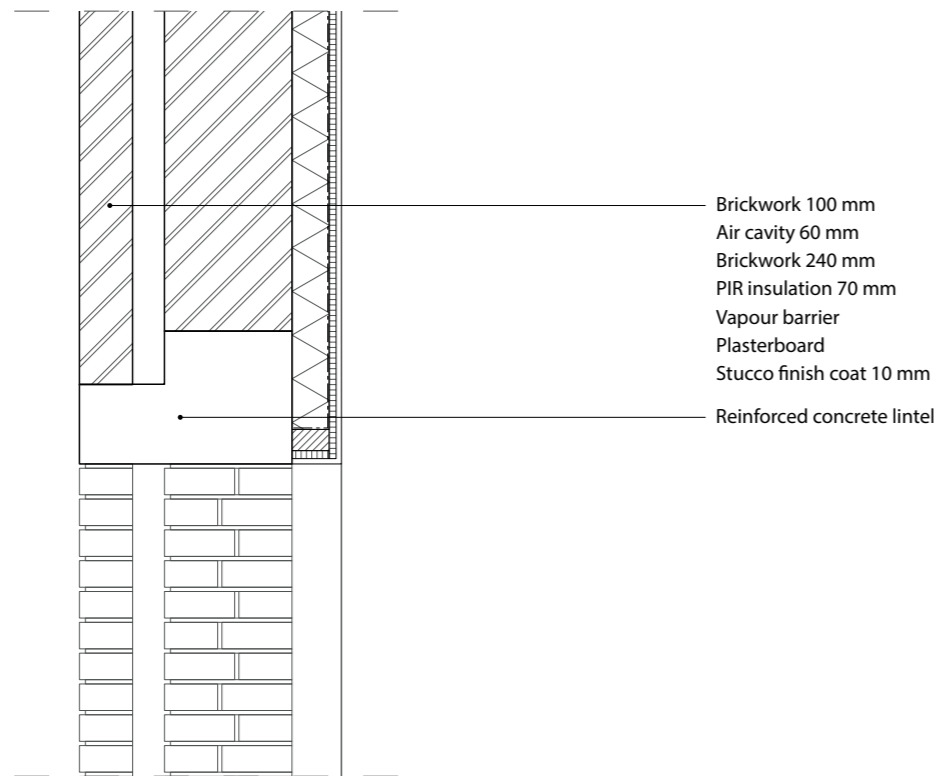 Brickwork 100 mm
Air cavity 60 mm
Brickwork 240 mm
PIR insulation 70 mm
Vapour barrier
Plasterboard
Stucco finish coat 10 mm
Reinforced concrete lintel